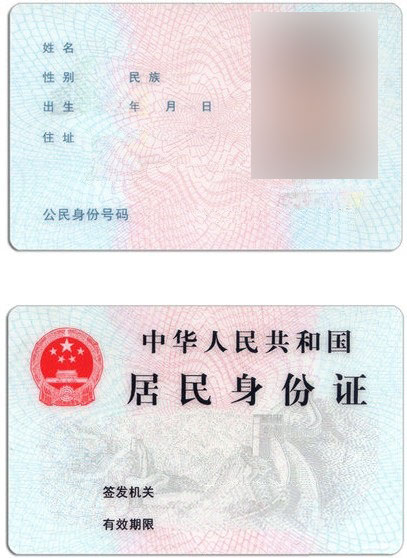 姓名
性别 民族
出生 年 月 日
住址
公民身份号码
中华人民共和国
居民身份证
签发机关
有效期限